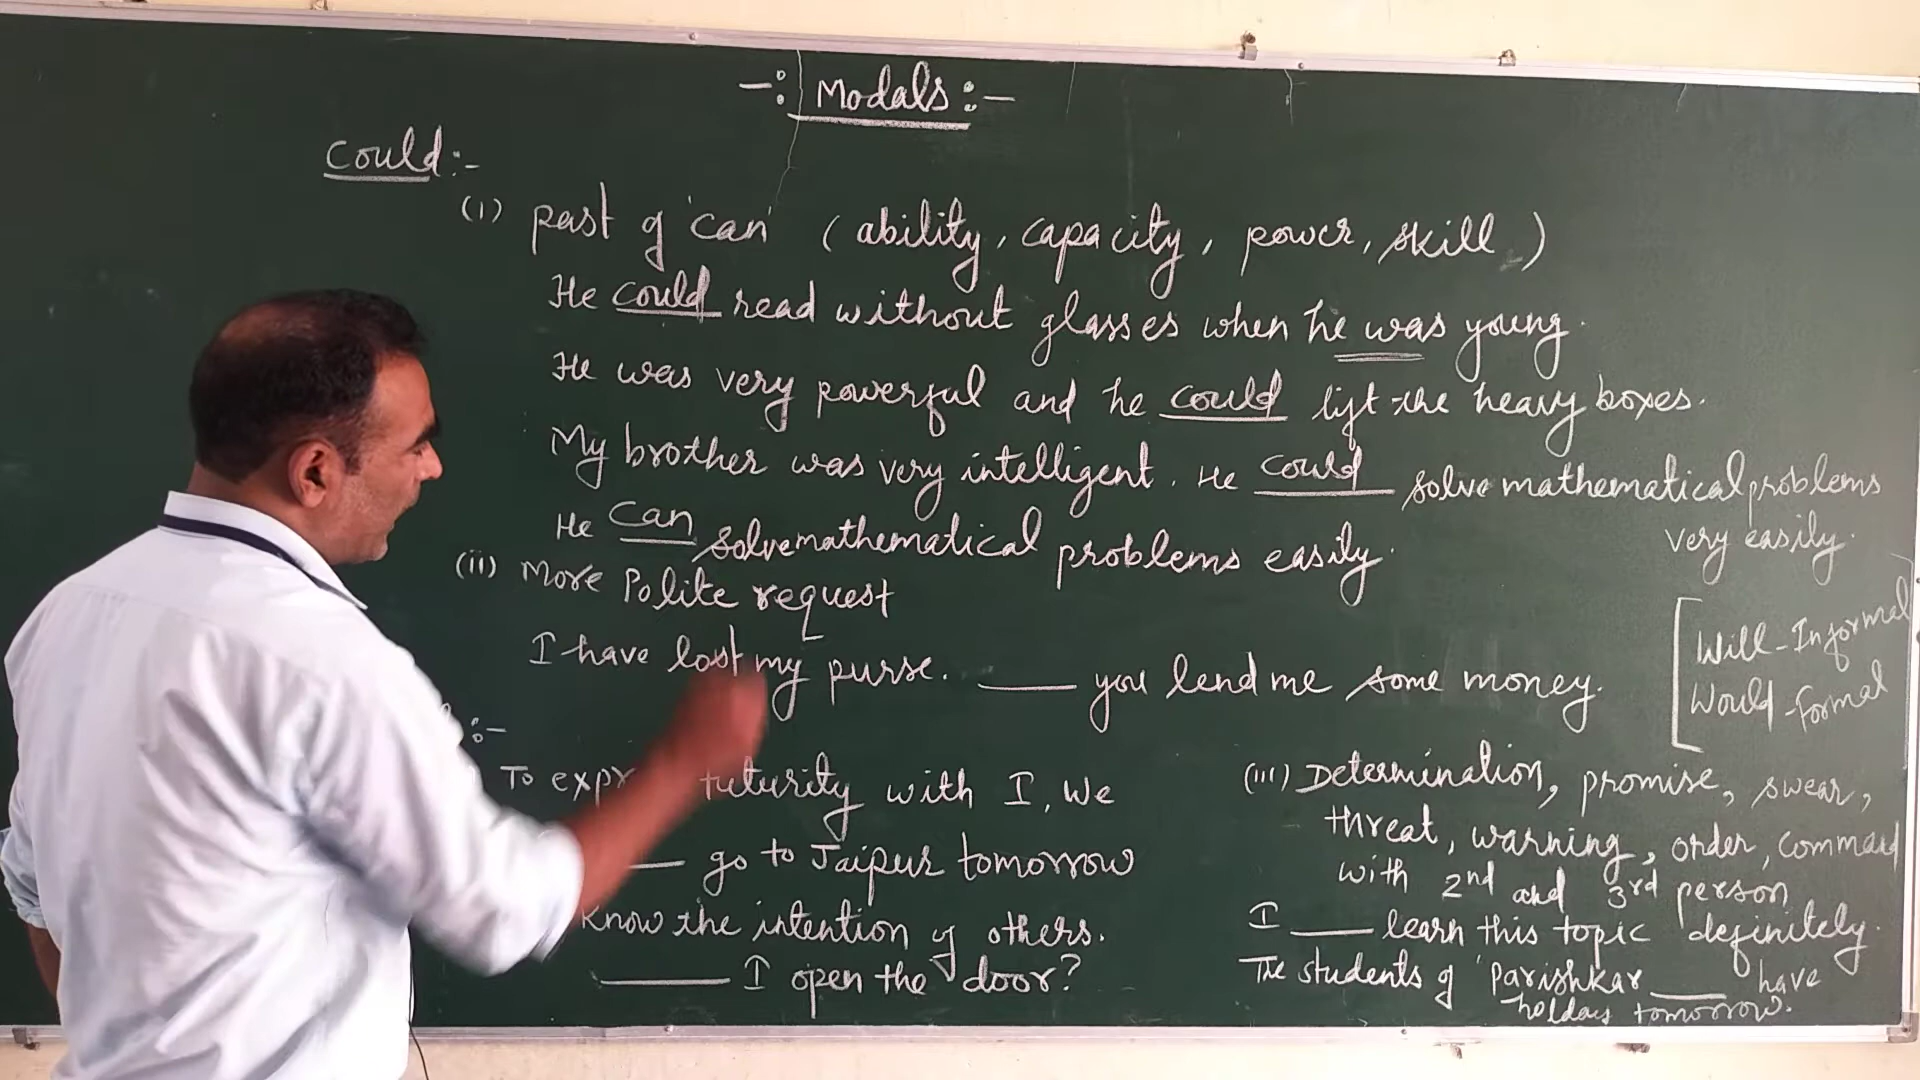 -: Modals :-
Could:-
(i) past of 'can' (ability, capacity, power, skill)
He could read without glasses when he was young.
He was very powerful and he could lift the heavy boxes.
My brother was very intelligent. He could solve mathematical problems
very easily.
He can solve mathematical problems easily.
(ii) More Polite request
I have lost my purse. ____ you lend me some money.
[Will - Informal
Would - Formal
:-
To expr futurity with I, We
____ go to Jaipur tomorrow
Know the intention of others.
____ I open the door?
(iii) Determination, promise, swear,
threat, warning, order, command
with 2nd and 3rd person
I ____ learn this topic definitely.
The students of 'Parishkar ____ have
holdays tomorrow.